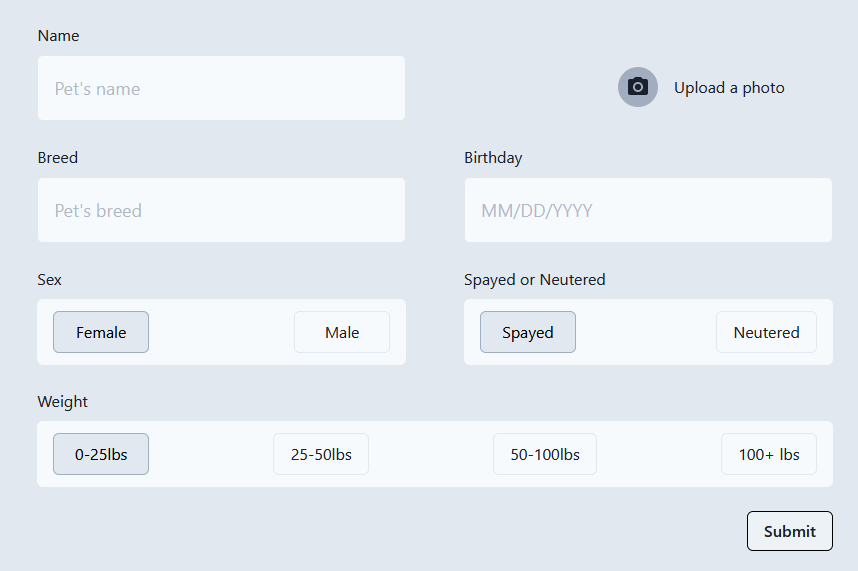 Name
Pet's name
Upload a photo
Breed
Birthday
Pet's breed
MM/DD/YYYY
Sex
Spayed or Neutered
Female
Male
Spayed
Neutered
Weight
0-25lbs
25-50lbs
50-100lbs
100+ lbs
Submit